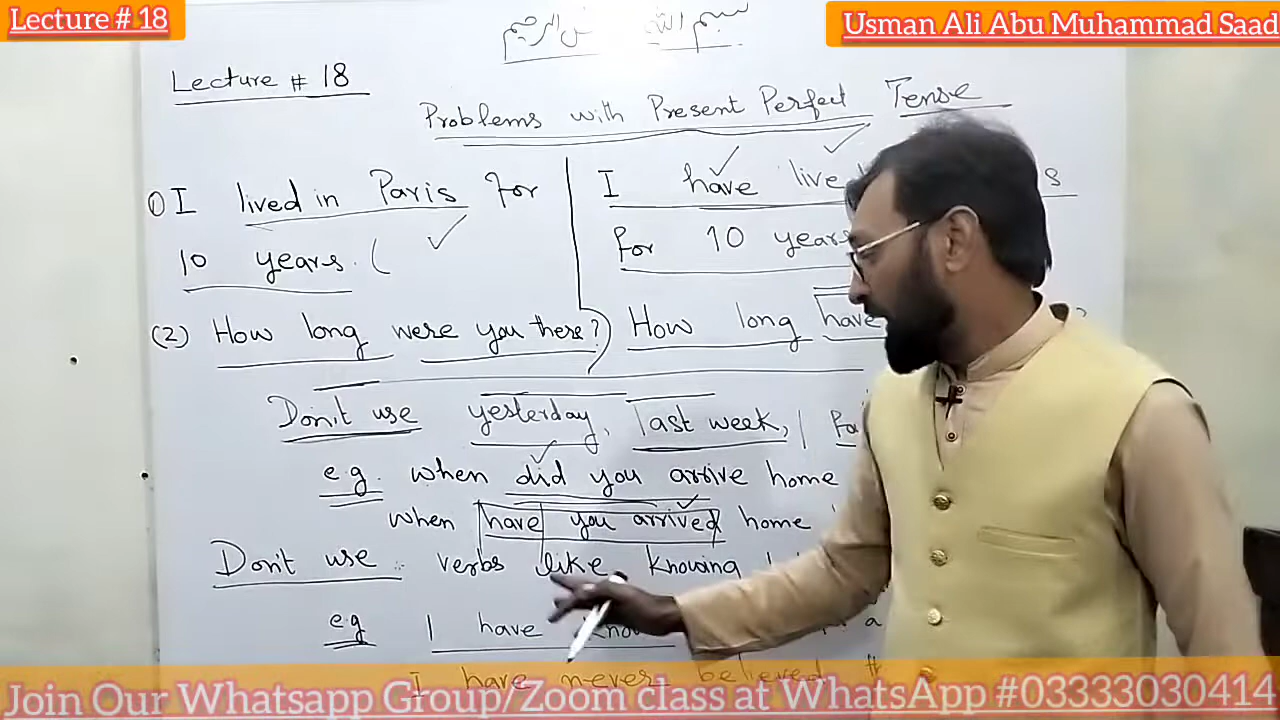 Lecture # 18
Usman Ali Abu Muhammad Saad
Lecture # 18
Problems with Present Perfect Tense
① I lived in Paris for
10 years. (
I have
for 10 years
(2) How long were you there?
How long have ?
Don't use yesterday, last week, |
e.g. when did you arrive home
when have you arrived home
Don't use verbs like knowing
e.g I have a
I have never believed
Join Our Whatsapp Group/Zoom class at WhatsApp #03333030414